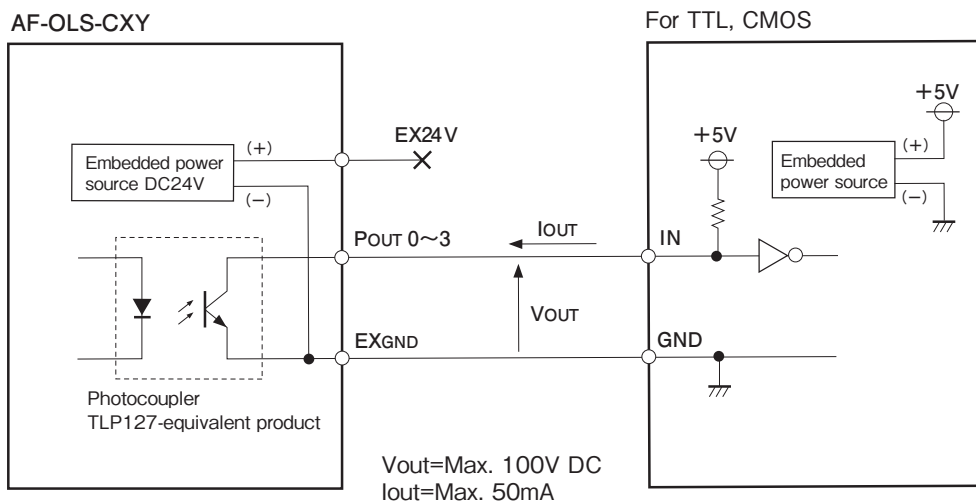 AF-OLS-CXY
For TTL, CMOS
Embedded power
source DC24V
(+)
(−)
EX24V
POUT 0~3
IOUT
VOUT
EXGND
Photocoupler
TLP127-equivalent product
+5V
IN
GND
+5V
Embedded
power source
(+)
(−)
Vout=Max. 100V DC
Iout=Max. 50mA